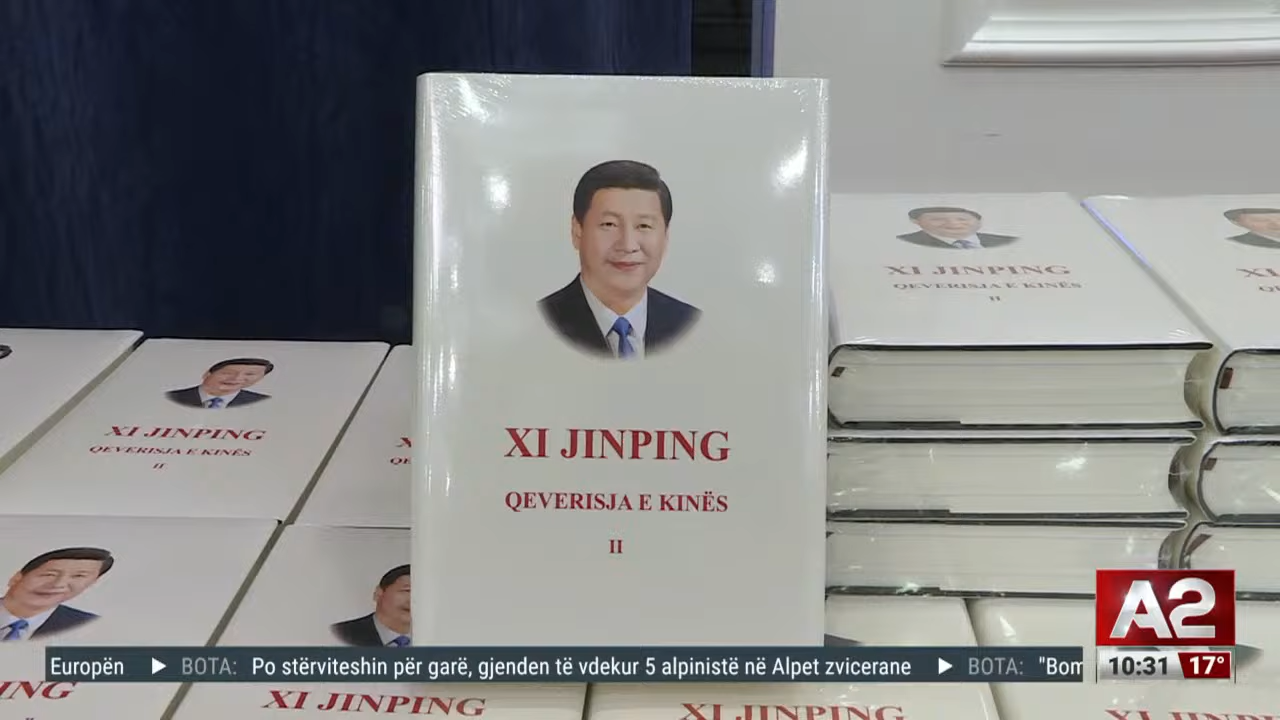 XI JINPING
QEVERISJA E KINËS
II
XI JINPING
QEVERISJA E KINËS
II
XI JINPING
QEVERISJA E KINËS
II
XI JINPING
XI JINPING
A2
Europën ▶ BOTA: Po stërviteshin për garë, gjenden të vdekur 5 alpinistë në Alpet zvicerane ▶ BOTA: "Bom
10:31 17°